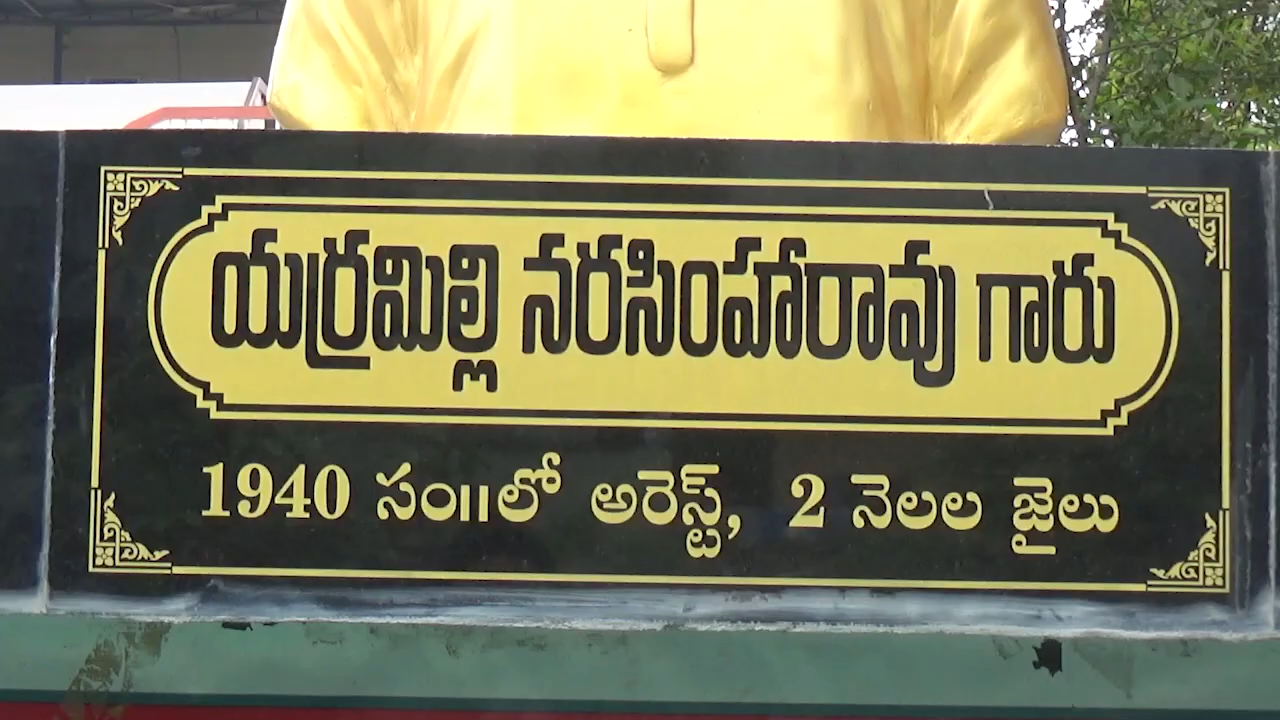 యర్రమిల్లి నరసింహారావు గారు
1940 సం॥లో అరెస్ట్, 2 నెలల జైలు